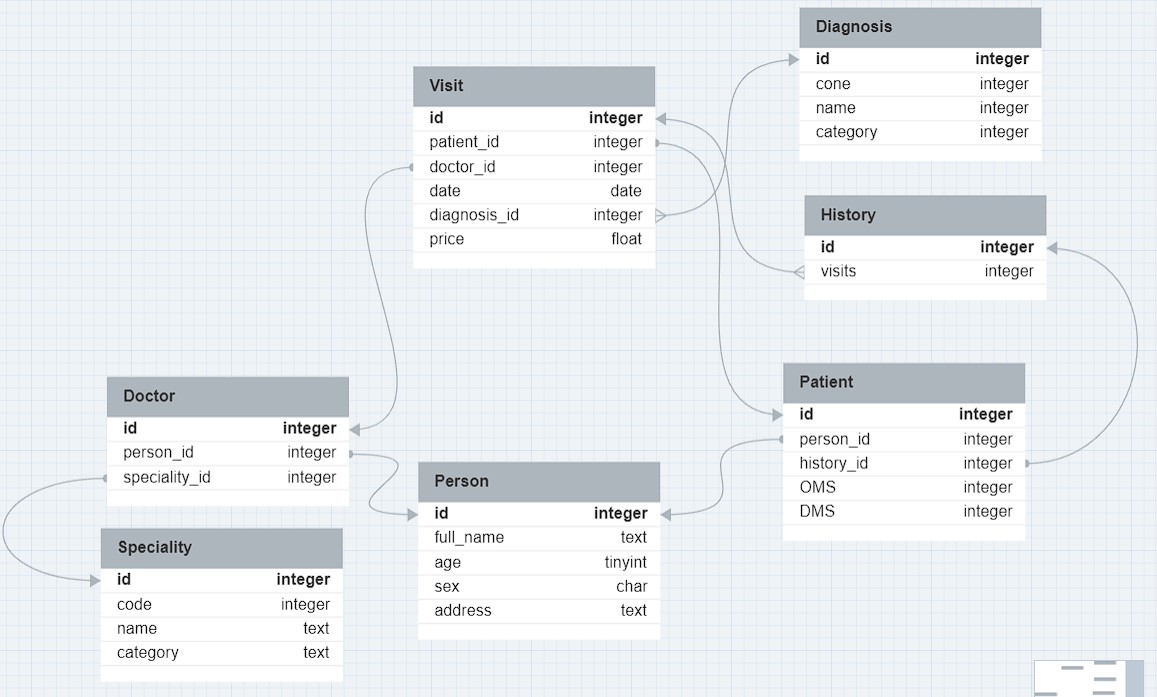 Diagnosis
id integer
cone integer
name integer
category integer
Visit
id integer
patient_id integer
doctor_id integer
date date
diagnosis_id integer
price float
History
id integer
visits integer
Patient
id integer
person_id integer
history_id integer
OMS integer
DMS integer
Doctor
id integer
person_id integer
speciality_id integer
Person
id integer
full_name text
age tinyint
sex char
address text
Speciality
id integer
code integer
name text
category text